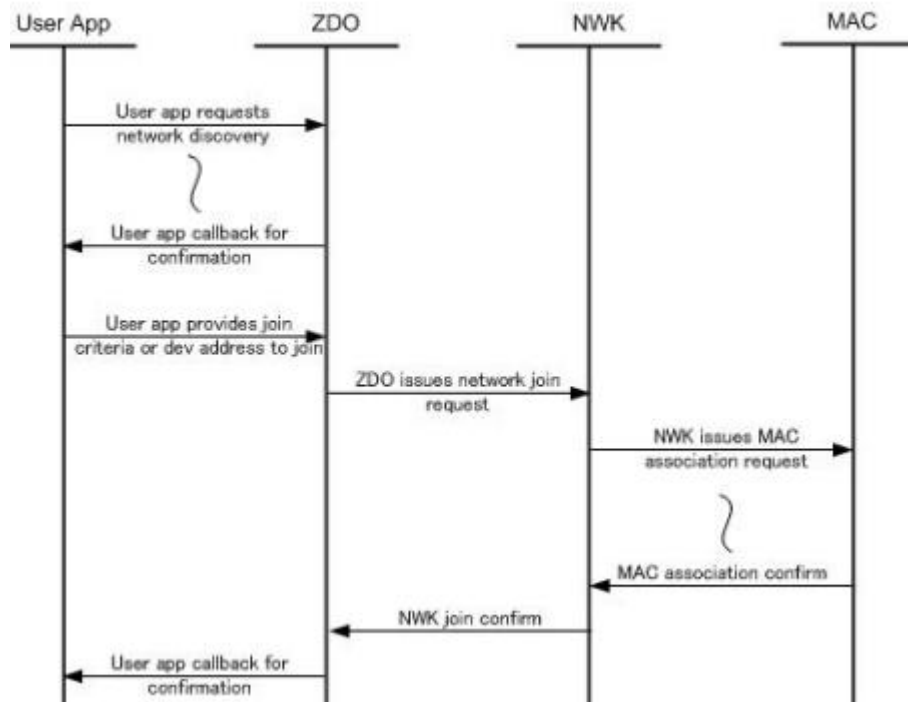 User App ZDO NWK MAC
User app requests
network discovery
User app callback for
confirmation
User app provides join
criteria or dev address to join
ZDO issues network join
request
NWK issues MAC
association request
MAC association confirm
NWK join confirm
User app callback for
confirmation